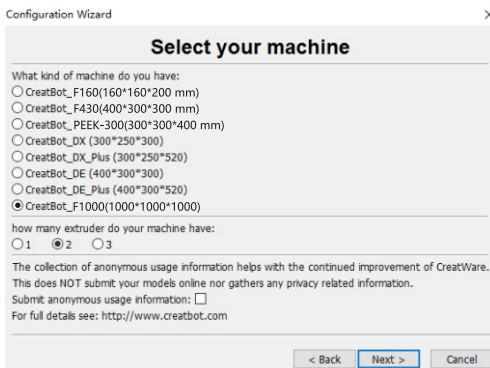 Configuration Wizard
Select your machine
What kind of machine do you have:
CreatBot_F160(160*160*200 mm)
CreatBot_F430(400*300*300 mm)
CreatBot_PEEK-300(300*300*400 mm)
CreatBot_DX (300*250*300)
CreatBot_DX_Plus (300*250*520)
CreatBot_DE (400*300*300)
CreatBot_DE_Plus (400*300*520)
CreatBot_F1000(1000*1000*1000)
how many extruder do your machine have:
1 2 3
The collection of anonymous usage information helps with the continued improvement of CreatWare.
This does NOT submit your models online nor gathers any privacy related information.
Submit anonymous usage information:
For full details see: http://www.creatbot.com
< Back Next > Cancel